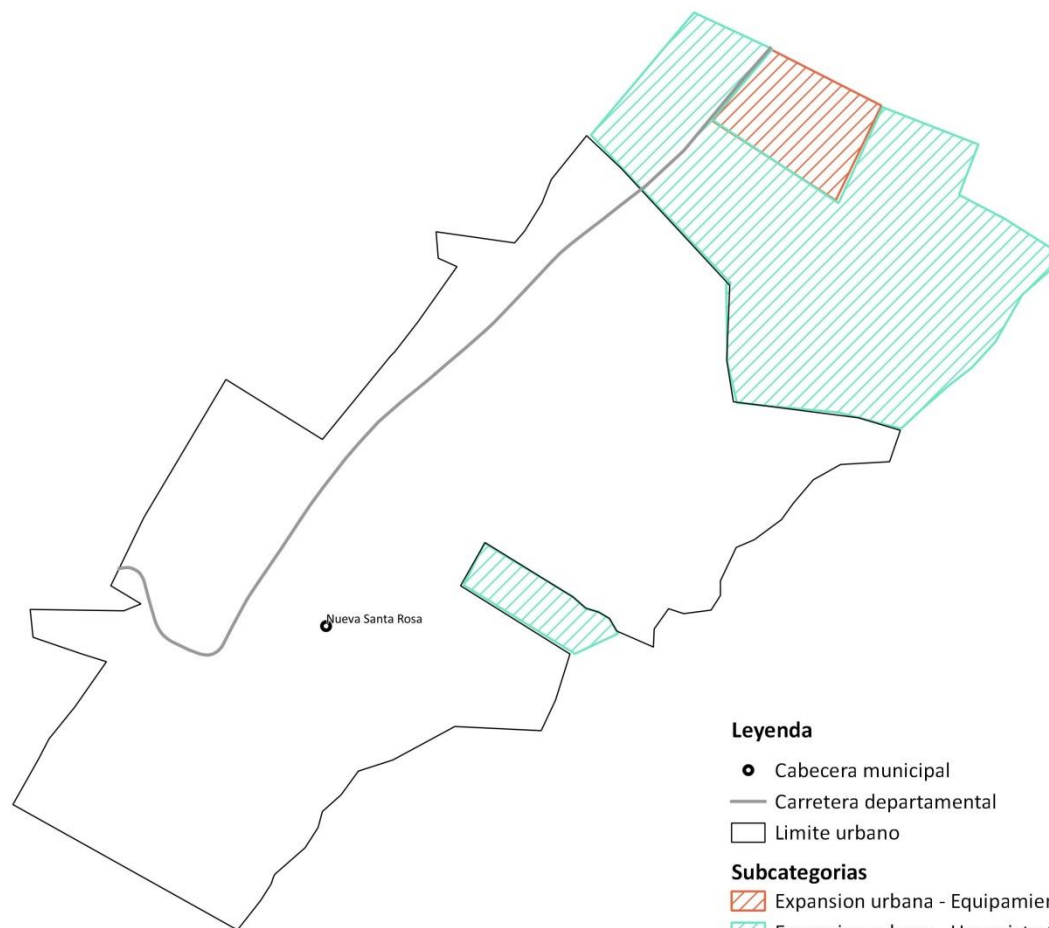 Nueva Santa Rosa
Leyenda
Cabecera municipal
Carretera departamental
Limite urbano
Subcategorias
Expansion urbana - Equipamien